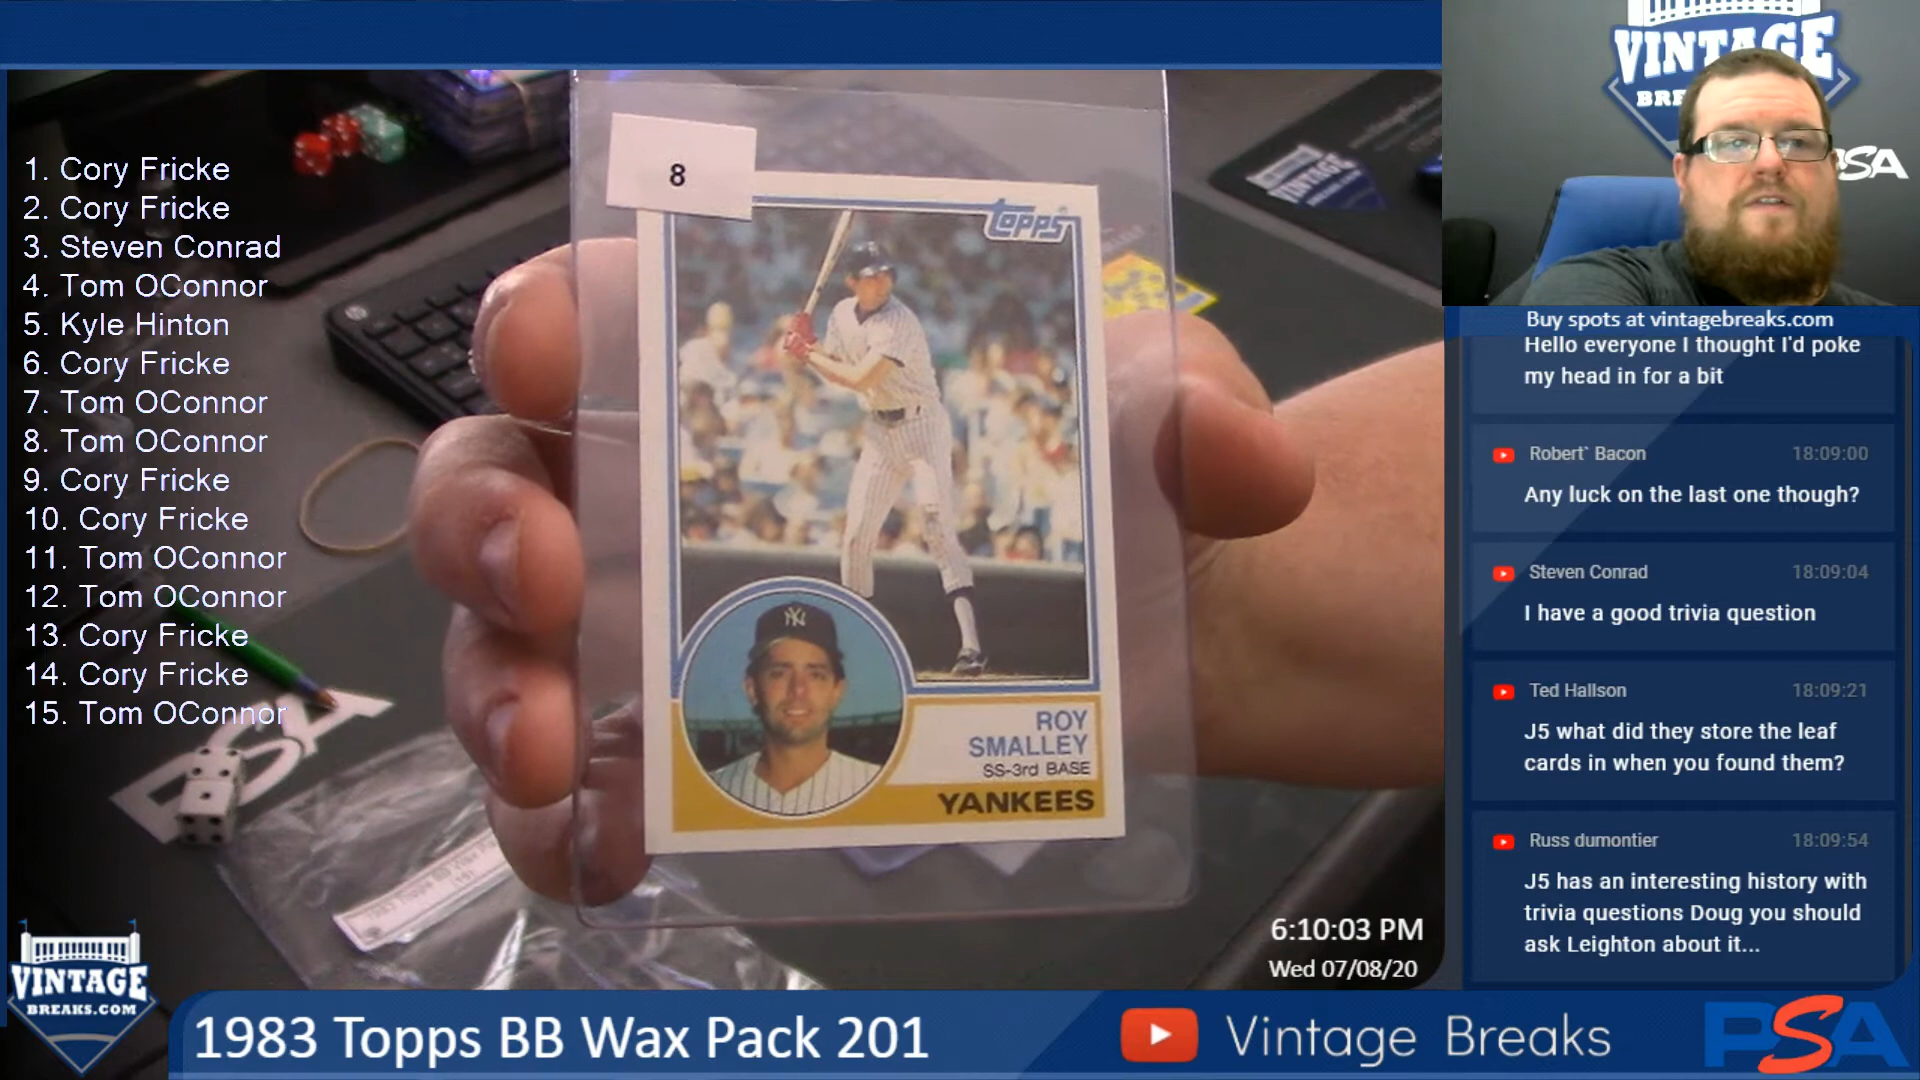 1. Cory Fricke
2. Cory Fricke
3. Steven Conrad
4. Tom OConnor
5. Kyle Hinton
6. Cory Fricke
7. Tom OConnor
8. Tom OConnor
9. Cory Fricke
10. Cory Fricke
11. Tom OConnor
12. Tom OConnor
13. Cory Fricke
14. Cory Fricke
15. Tom OConnor
8
Topps
NY
ROY
SMALLEY
SS-3rd BASE
YANKEES
VINTAGE
PSA
6:10:03 PM
Wed 07/08/20
VINTAGE
BRE
PSA
Buy spots at vintagebreaks.com
Hello everyone I thought I'd poke
my head in for a bit
Robert` Bacon 18:09:00
Any luck on the last one though?
Steven Conrad 18:09:04
I have a good trivia question
Ted Hallson 18:09:21
J5 what did they store the leaf
cards in when you found them?
Russ dumontier 18:09:54
J5 has an interesting history with
trivia questions Doug you should
ask Leighton about it...
VINTAGE
BREAKS.COM
1983 Topps BB Wax Pack 201
Vintage Breaks
PSA